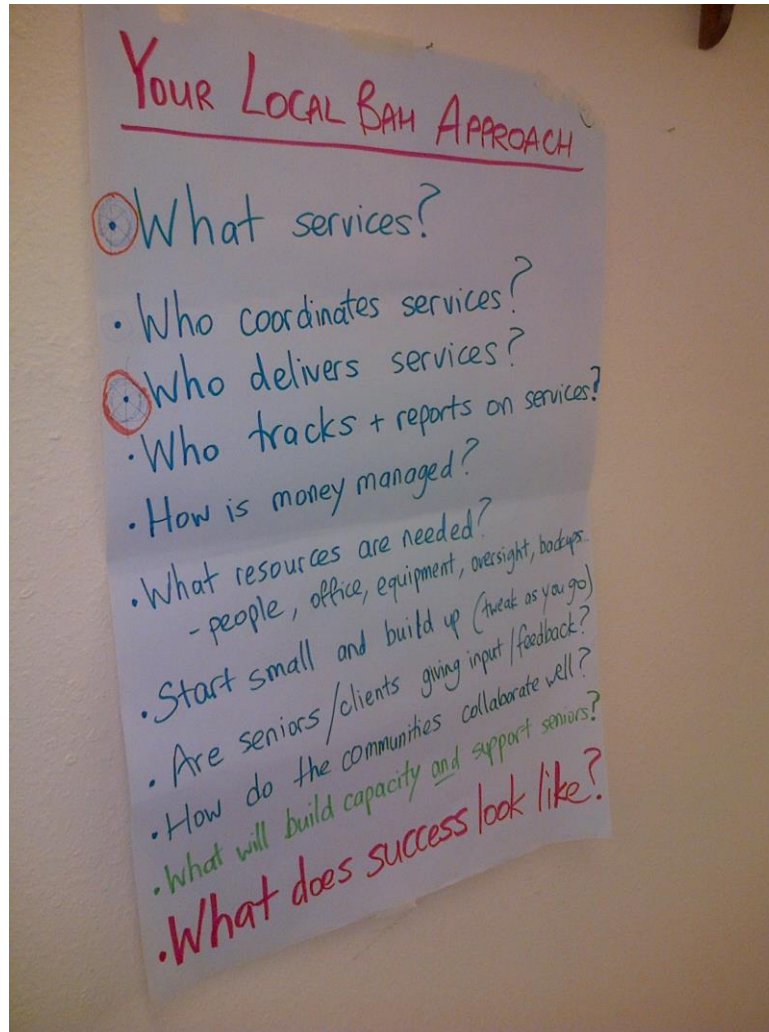 YOUR LOCAL BAH APPROACH
• What services?
• Who coordinates services?
• Who delivers services?
• Who tracks + reports on services?
• How is money managed?
• What resources are needed?
- people, office, equipment, oversight, backups...
• Start small and build up (tweak as you go)
• Are seniors/clients giving input/feedback?
• How do the communities collaborate well?
• What will build capacity and support seniors?
• What does success look like?